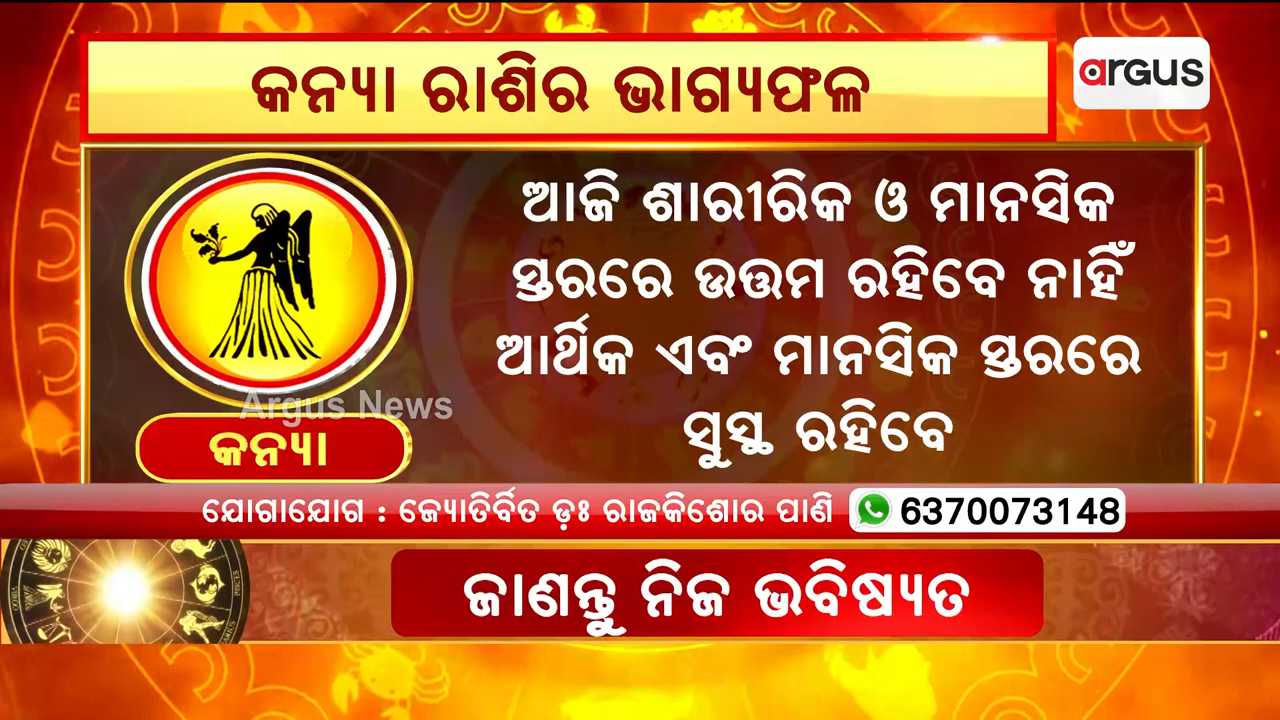 କନ୍ୟା ରାଶିର ଭାଗ୍ୟଫଳ
argus
ଆଜି ଶାରୀରିକ ଓ ମାନସିକ
ସ୍ତରରେ ଉତ୍ତମ ରହିବେ ନାହିଁ
ଆର୍ଥିକ ଏବଂ ମାନସିକ ସ୍ତରରେ
ସୁସ୍ଥ ରହିବେ
Argus News
କନ୍ୟା
ଯୋଗାଯୋଗ : ଜ୍ୟୋତିର୍ବିତ ଡ଼ଃ ରାଜକିଶୋର ପାଣି 6370073148
ଜାଣନ୍ତୁ ନିଜ ଭବିଷ୍ୟତ